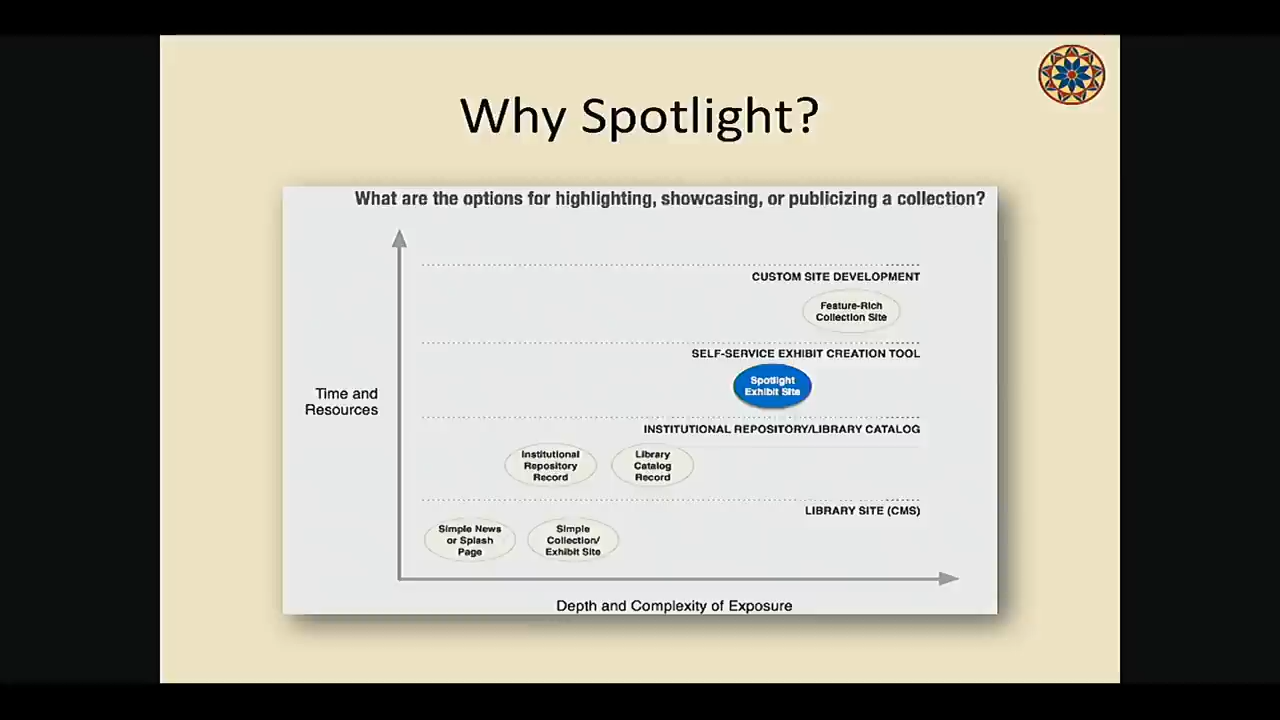 Why Spotlight?
What are the options for highlighting, showcasing, or publicizing a collection?
CUSTOM SITE DEVELOPMENT
Feature-Rich
Collection Site
SELF-SERVICE EXHIBIT CREATION TOOL
Spotlight
Exhibit Site
Time and
Resources
INSTITUTIONAL REPOSITORY/LIBRARY CATALOG
Institutional
Repository
Record
Library
Catalog
Record
LIBRARY SITE (CMS)
Simple News
or Splash
Page
Simple
Collection/
Exhibit Site
Depth and Complexity of Exposure